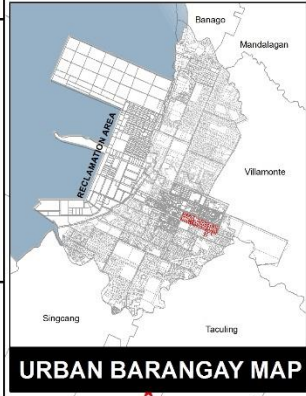 Banago
Mandalagan
RECLAMATION AREA
Villamonte
Singcang
Taculing
URBAN BARANGAY MAP